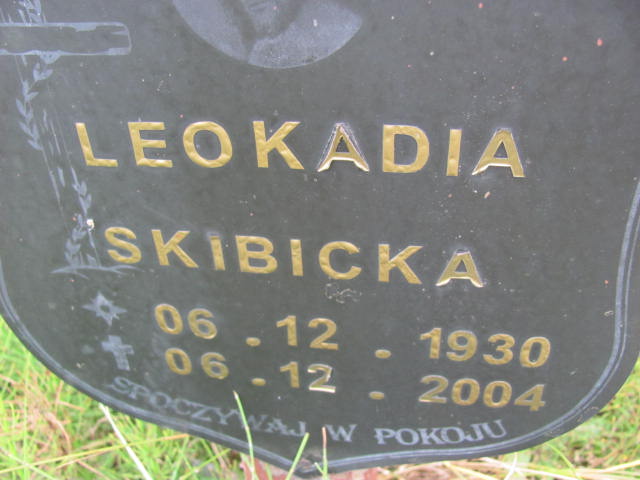 LEOKADIA
SKIBICKA
06 . 12 . 1930
06 . 12 . 2004
SPOCZYWAJ W POKOJU